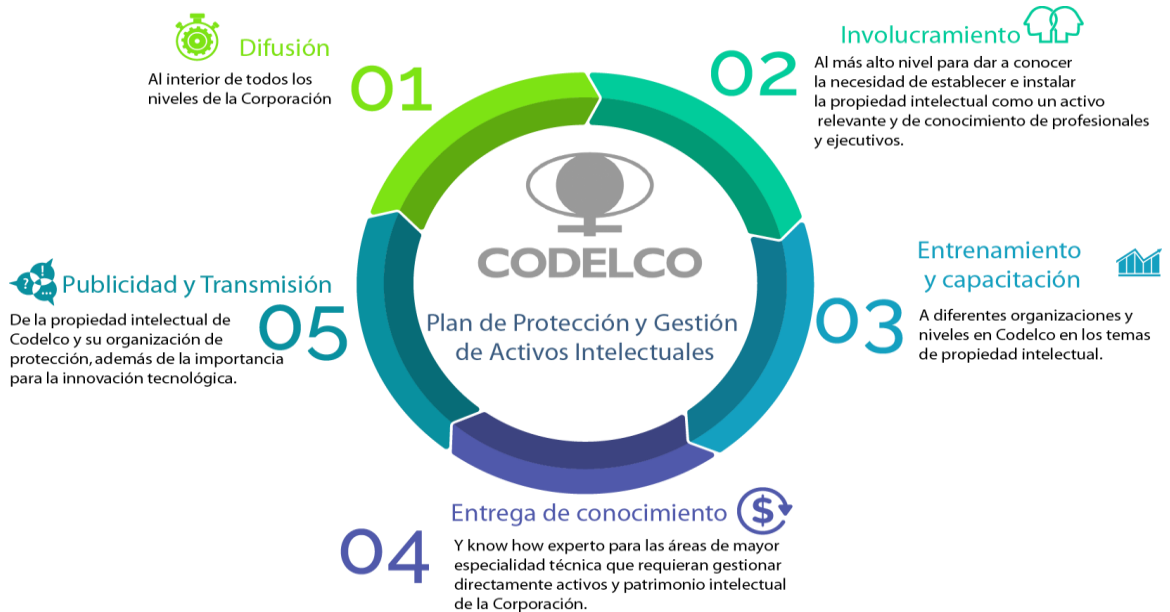 Difusión
Al interior de todos los
niveles de la Corporación
01
Involucramiento
02
Al más alto nivel para dar a conocer
la necesidad de establecer e instalar
la propiedad intelectual como un activo
relevante y de conocimiento de profesionales
y ejecutivos.
CODELCO
Plan de Protección y Gestión
de Activos Intelectuales
Entrenamiento
y capacitación
03
A diferentes organizaciones y
niveles en Codelco en los temas
de propiedad intelectual.
Entrega de conocimiento
$
04
Y know how experto para las áreas de mayor
especialidad técnica que requieran gestionar
directamente activos y patrimonio intelectual
de la Corporación.
! ? ...
Publicidad y Transmisión
05
De la propiedad intelectual de
Codelco y su organización de
protección, además de la importancia
para la innovación tecnológica.